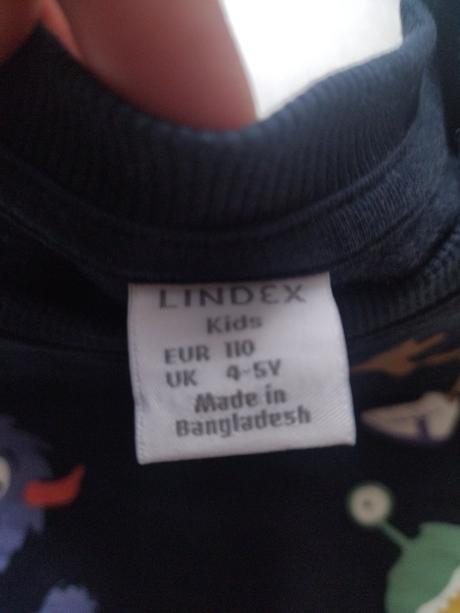 LINDEX
Kids
EUR 110
UK 4-5Y
Made in
Bangladesh